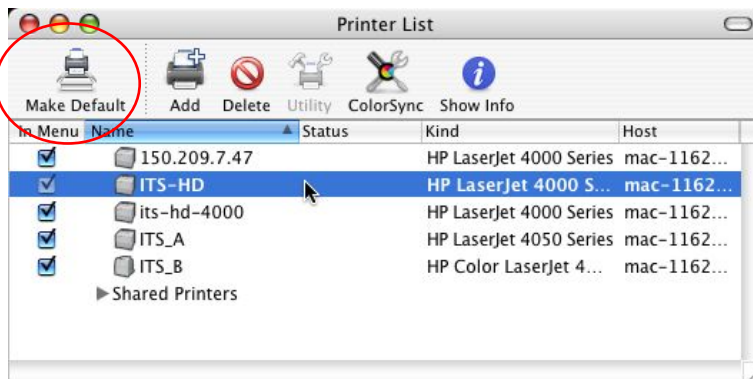 Printer List
Make Default Add Delete Utility ColorSync Show Info
In Menu Name Status Kind Host
150.209.7.47 HP LaserJet 4000 Series mac-1162...
ITS-HD HP LaserJet 4000 S... mac-1162...
its-hd-4000 HP LaserJet 4000 Series mac-1162...
ITS_A HP LaserJet 4050 Series mac-1162...
ITS_B HP Color LaserJet 4... mac-1162...
Shared Printers